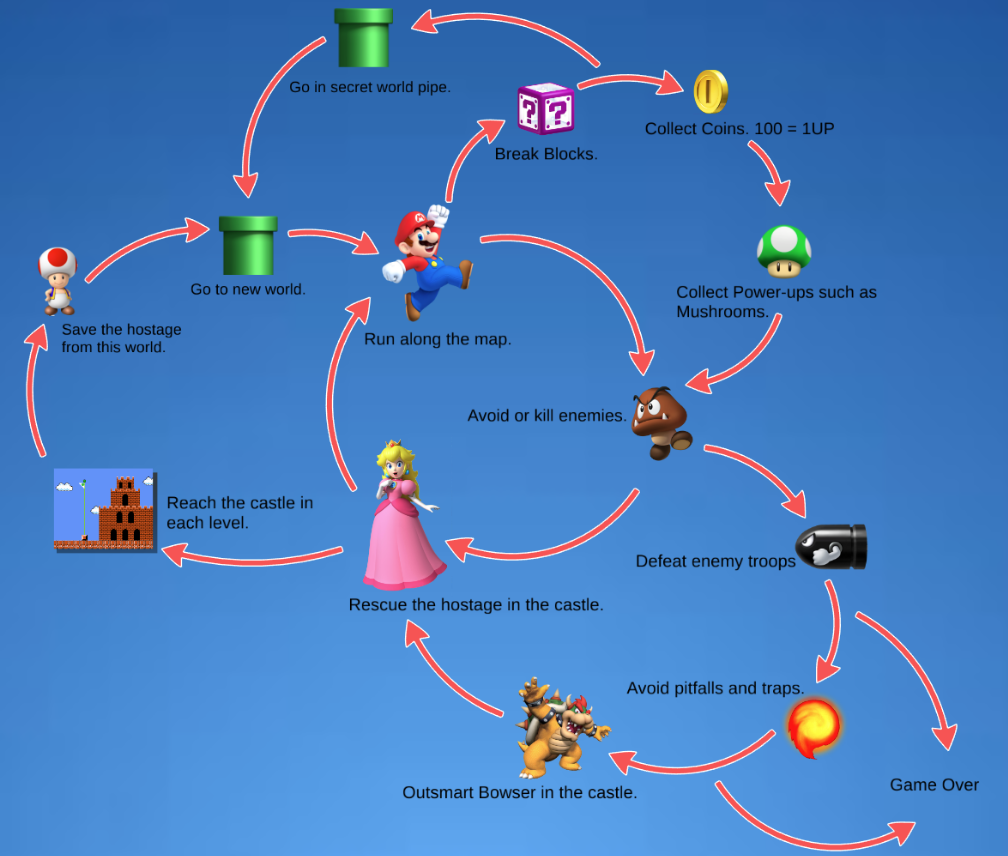 Go in secret world pipe.
Collect Coins. 100 = 1UP
Break Blocks.
Go to new world.
Collect Power-ups such as
Mushrooms.
Save the hostage
from this world.
Run along the map.
Avoid or kill enemies.
Reach the castle in
each level.
Defeat enemy troops
Rescue the hostage in the castle.
Avoid pitfalls and traps.
Game Over
Outsmart Bowser in the castle.